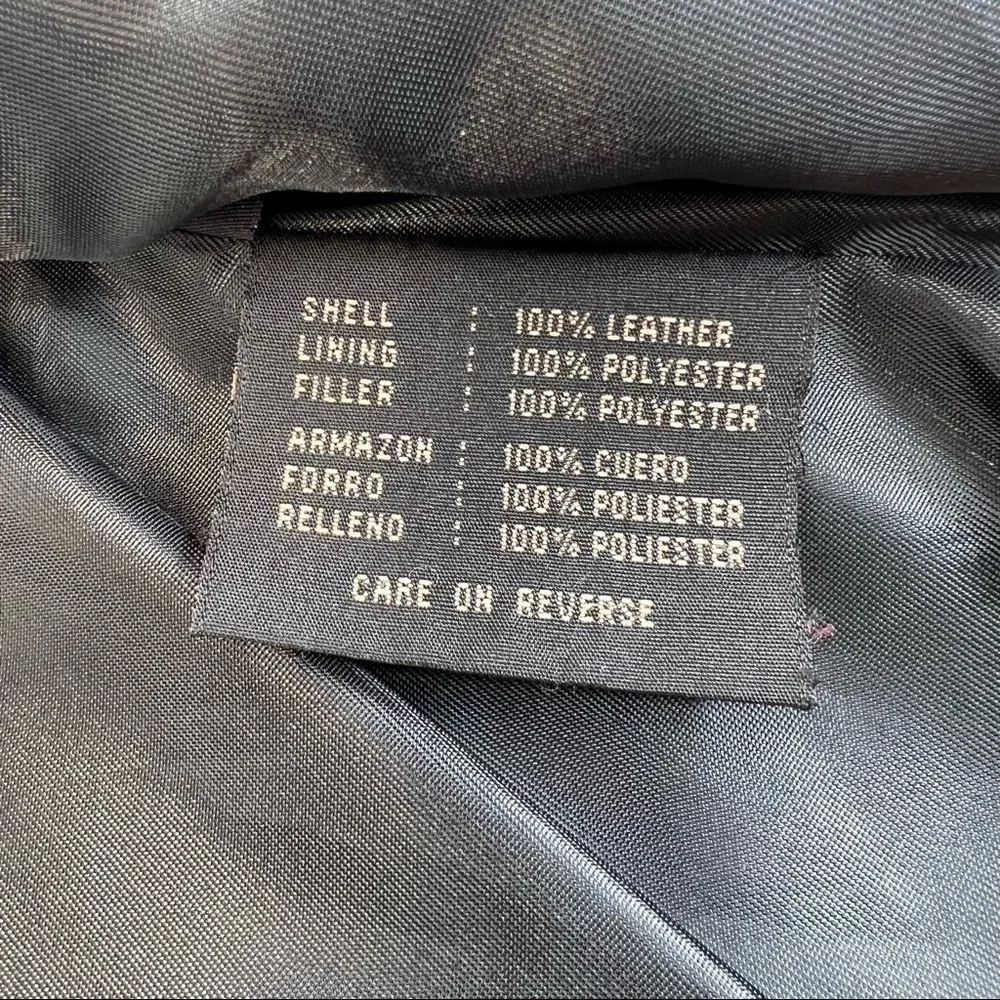 SHELL : 100% LEATHER
LINING : 100% POLYESTER
FILLER : 100% POLYESTER
ARMAZON : 100% CUERO
FORRO : 100% POLIESTER
RELLENO : 100% POLIESTER
CARE ON REVERSE